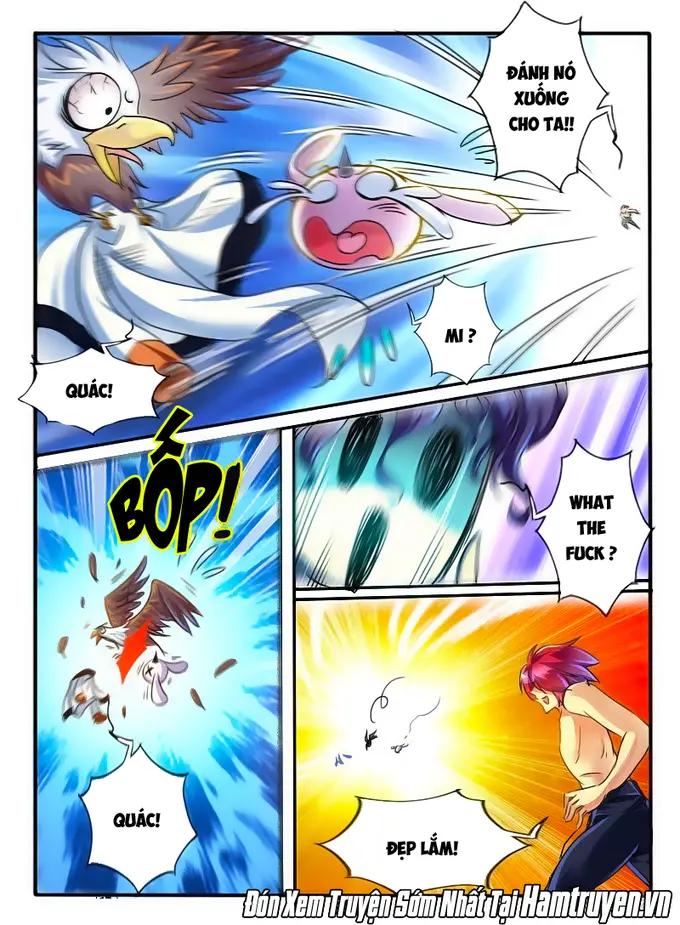 ĐÁNH NÓ
XUỐNG
CHO TA!!
MI ?
QUÁC!
BỐP!
WHAT
THE
FUCK ?
QUÁC!
ĐẸP LẮM!
Đón Xem Truyện Sớm Nhất Tại Hamtruyen.vn